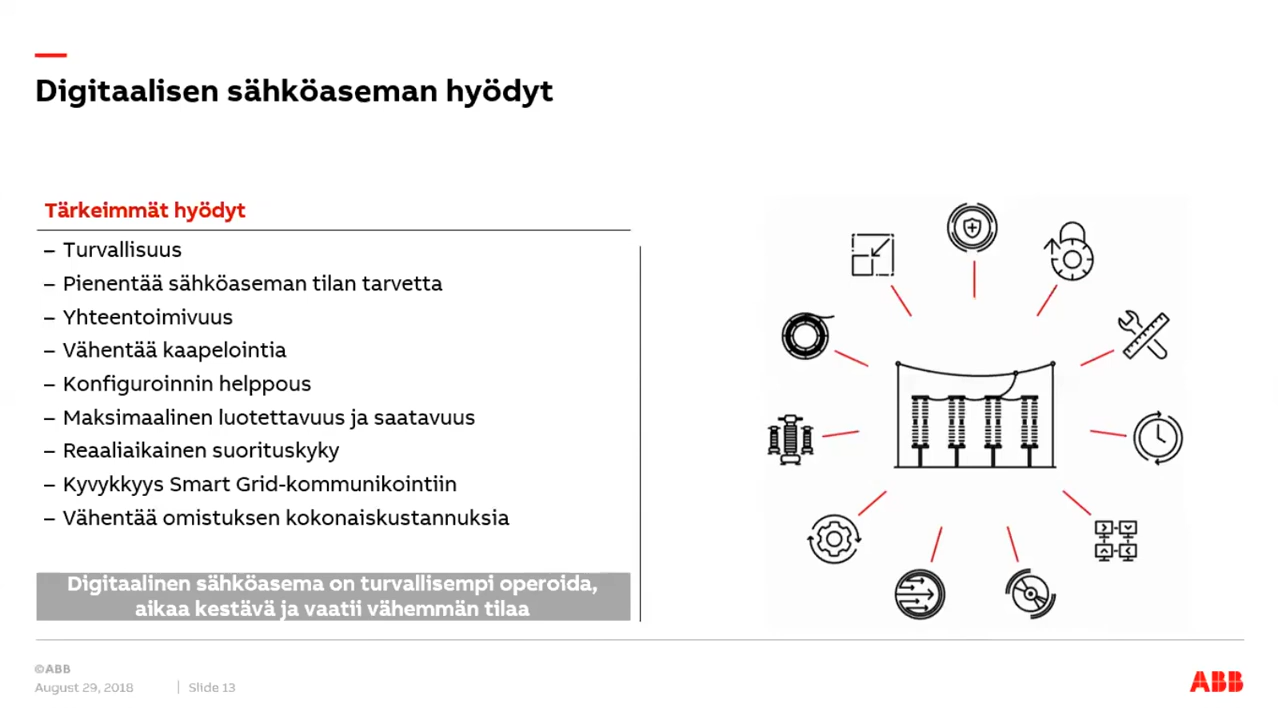 Digitaalisen sähköaseman hyödyt
Tärkeimmät hyödyt
– Turvallisuus
– Pienentää sähköaseman tilan tarvetta
– Yhteentoimivuus
– Vähentää kaapelointia
– Konfiguroinnin helppous
– Maksimaalinen luotettavuus ja saatavuus
– Reaaliaikainen suorituskyky
– Kyvykkyys Smart Grid-kommunikointiin
– Vähentää omistuksen kokonaiskustannuksia
Digitaalinen sähköasema on turvallisempi operoida,
aikaa kestävä ja vaatii vähemmän tilaa
©ABB
August 29, 2018 | Slide 13
ABB